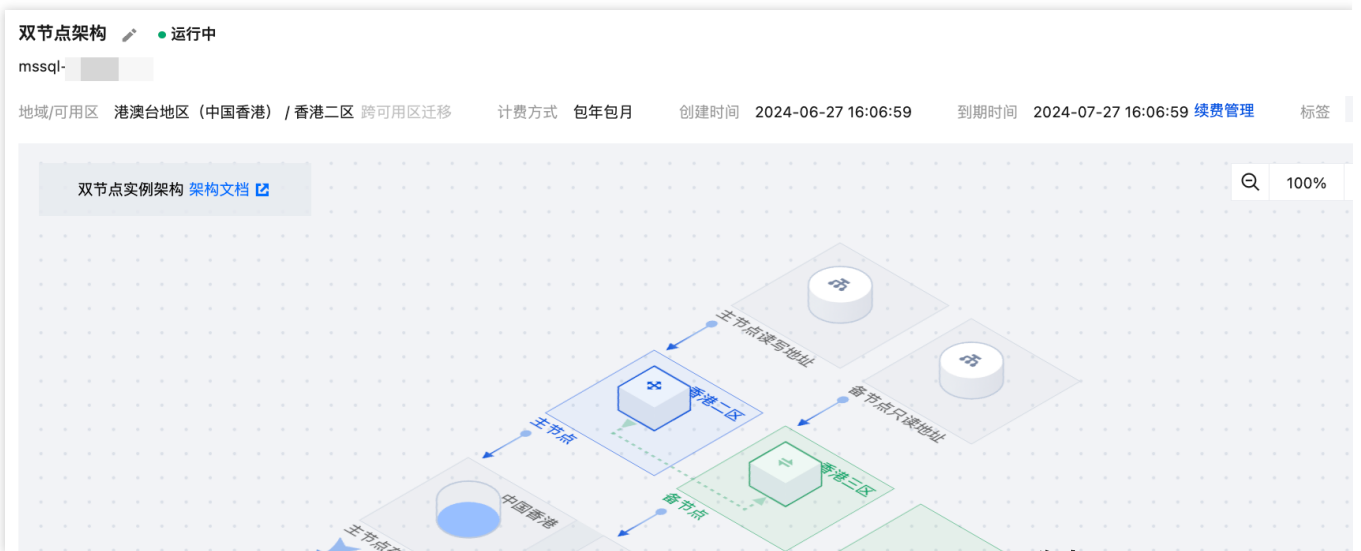 双节点架构 运行中
mssql-
地域/可用区 港澳台地区（中国香港）/ 香港二区 跨可用区迁移 计费方式 包年包月 创建时间 2024-06-27 16:06:59 到期时间 2024-07-27 16:06:59 续费管理 标签
双节点实例架构 架构文档
100%
主节点读写地址
备节点只读地址
香港二区
主节点
香港三区
备节点
中国香港
主节点